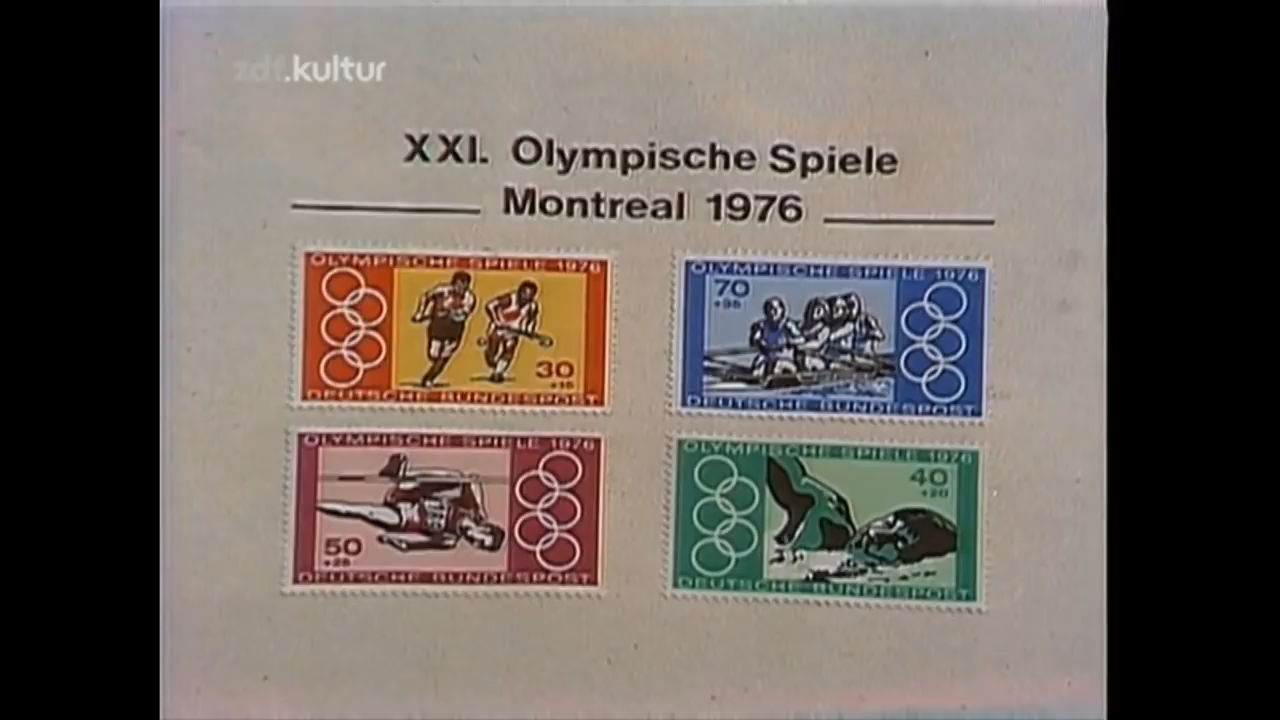 zdf.kultur
XXI. Olympische Spiele
Montreal 1976
OLYMPISCHE SPIELE 1976
30
+15
DEUTSCHE BUNDESPOST
OLYMPISCHE SPIELE 1976
70
+35
DEUTSCHE BUNDESPOST
OLYMPISCHE SPIELE 1976
50
+25
DEUTSCHE BUNDESPOST
OLYMPISCHE SPIELE 1976
40
+20
DEUTSCHE BUNDESPOST